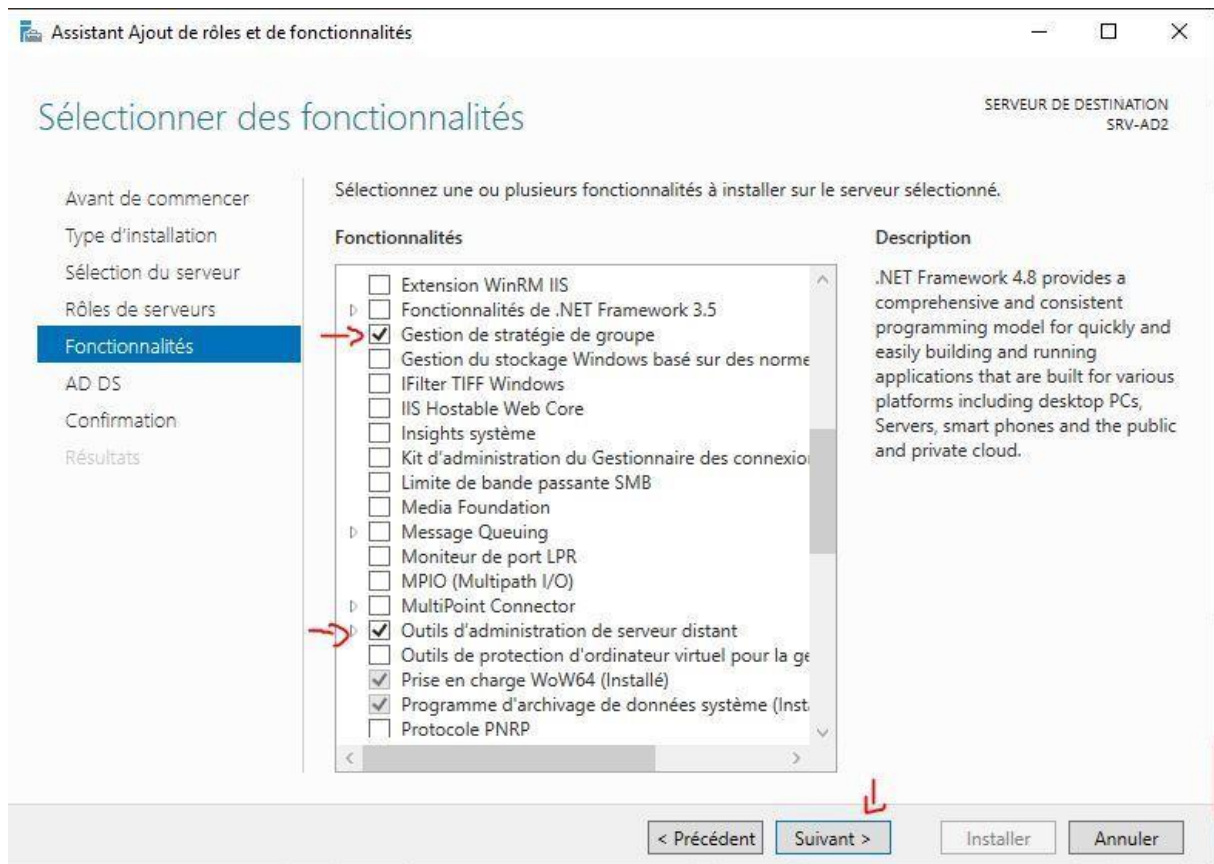 Assistant Ajout de rôles et de fonctionnalités
Sélectionner des fonctionnalités
SERVEUR DE DESTINATION
SRV-AD2
Avant de commencer
Type d'installation
Sélection du serveur
Rôles de serveurs
Fonctionnalités
AD DS
Confirmation
Résultats
Sélectionnez une ou plusieurs fonctionnalités à installer sur le serveur sélectionné.
Fonctionnalités
Extension WinRM IIS
Fonctionnalités de .NET Framework 3.5
Gestion de stratégie de groupe
Gestion du stockage Windows basé sur des norme
IFilter TIFF Windows
IIS Hostable Web Core
Insights système
Kit d'administration du Gestionnaire des connexio
Limite de bande passante SMB
Media Foundation
Message Queuing
Moniteur de port LPR
MPIO (Multipath I/O)
MultiPoint Connector
Outils d'administration de serveur distant
Outils de protection d'ordinateur virtuel pour la ge
Prise en charge WoW64 (Installé)
Programme d'archivage de données système (Inst
Protocole PNRP
Description
.NET Framework 4.8 provides a
comprehensive and consistent
programming model for quickly and
easily building and running
applications that are built for various
platforms including desktop PCs,
Servers, smart phones and the public
and private cloud.
< Précédent
Suivant >
Installer
Annuler